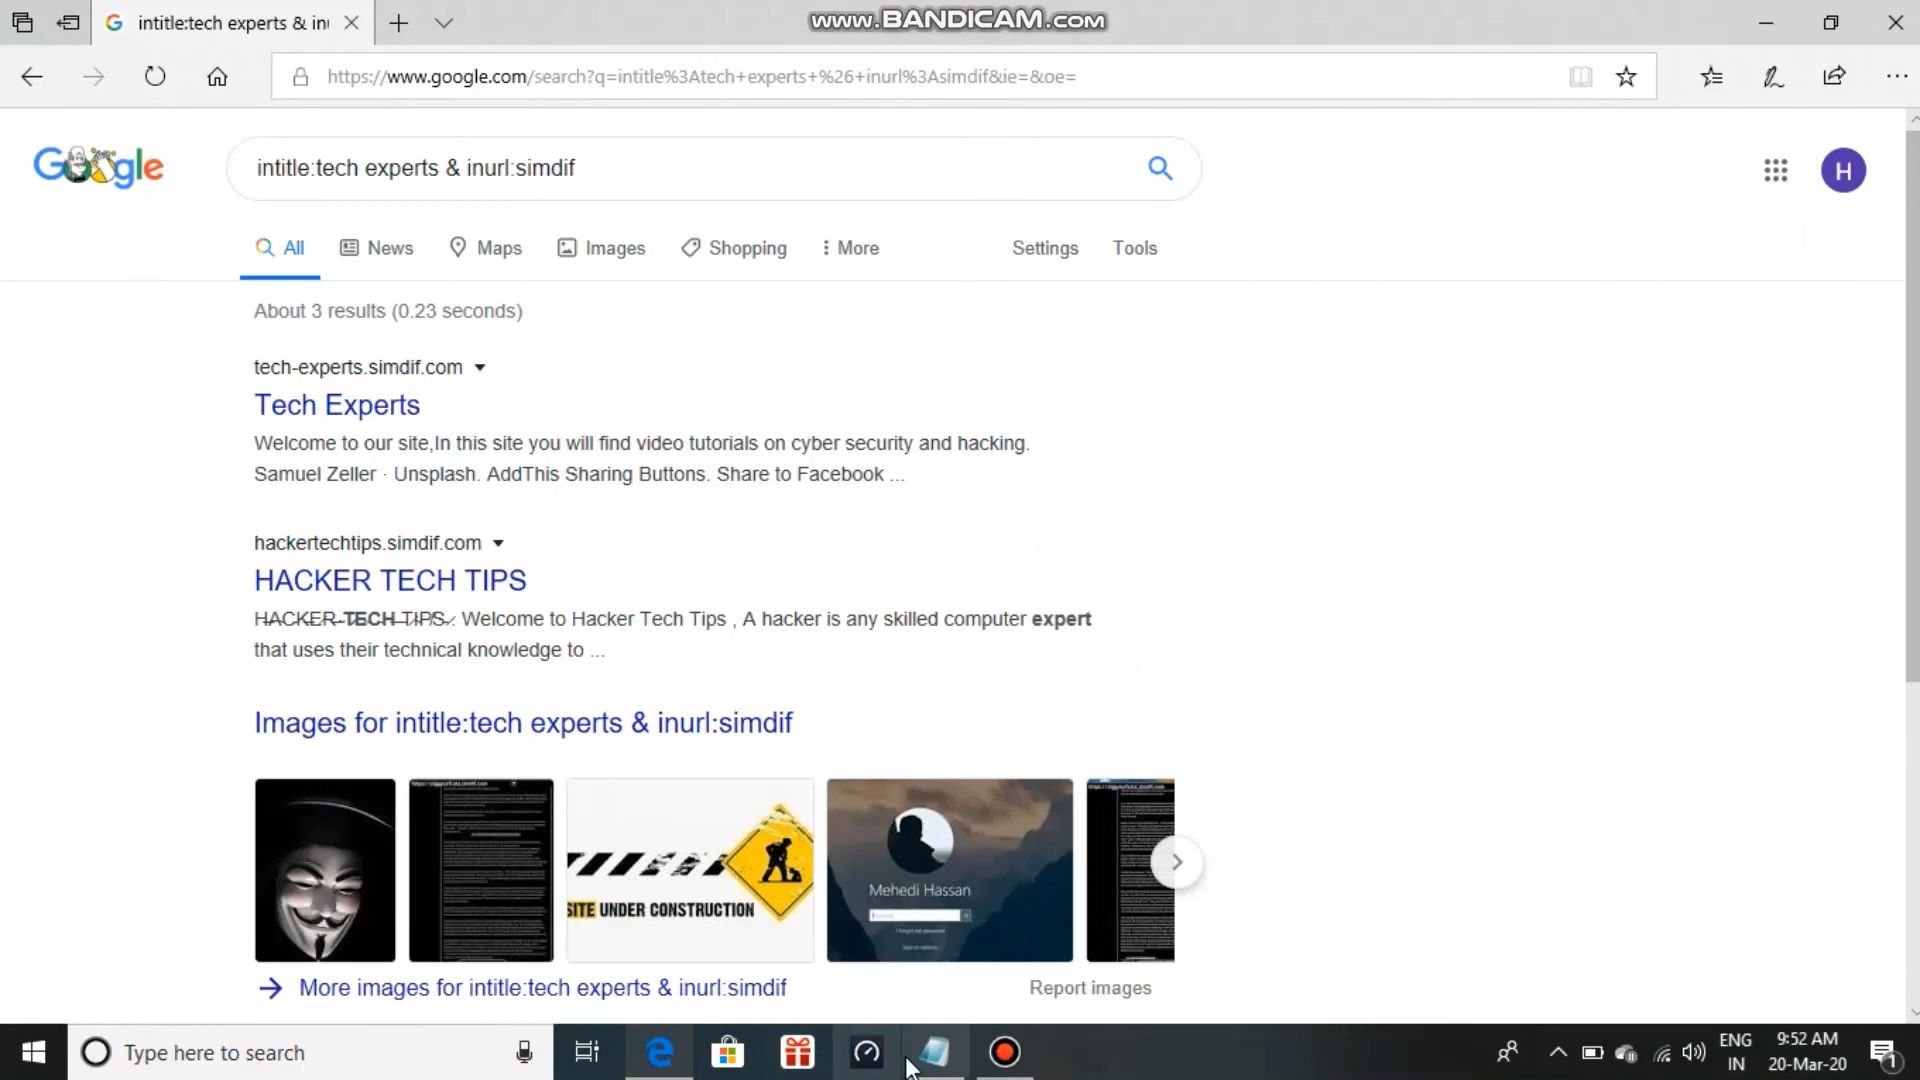 intitle:tech experts & inu
www.BANDICAM.com
https://www.google.com/search?q=intitle%3Atech+experts+%26+inurl%3Asimdif&ie=&oe=
Google
intitle:tech experts & inurl:simdif
H
All
News
Maps
Images
Shopping
More
Settings
Tools
About 3 results (0.23 seconds)
tech-experts.simdif.com
Tech Experts
Welcome to our site,In this site you will find video tutorials on cyber security and hacking.
Samuel Zeller · Unsplash. AddThis Sharing Buttons. Share to Facebook ...
hackertechtips.simdif.com
HACKER TECH TIPS
HACKER TECH TIPS. Welcome to Hacker Tech Tips , A hacker is any skilled computer expert
that uses their technical knowledge to ...
Images for intitle:tech experts & inurl:simdif
SITE UNDER CONSTRUCTION
Mehedi Hassan
More images for intitle:tech experts & inurl:simdif
Report images
Type here to search
ENG
IN
9:52 AM
20-Mar-20
1